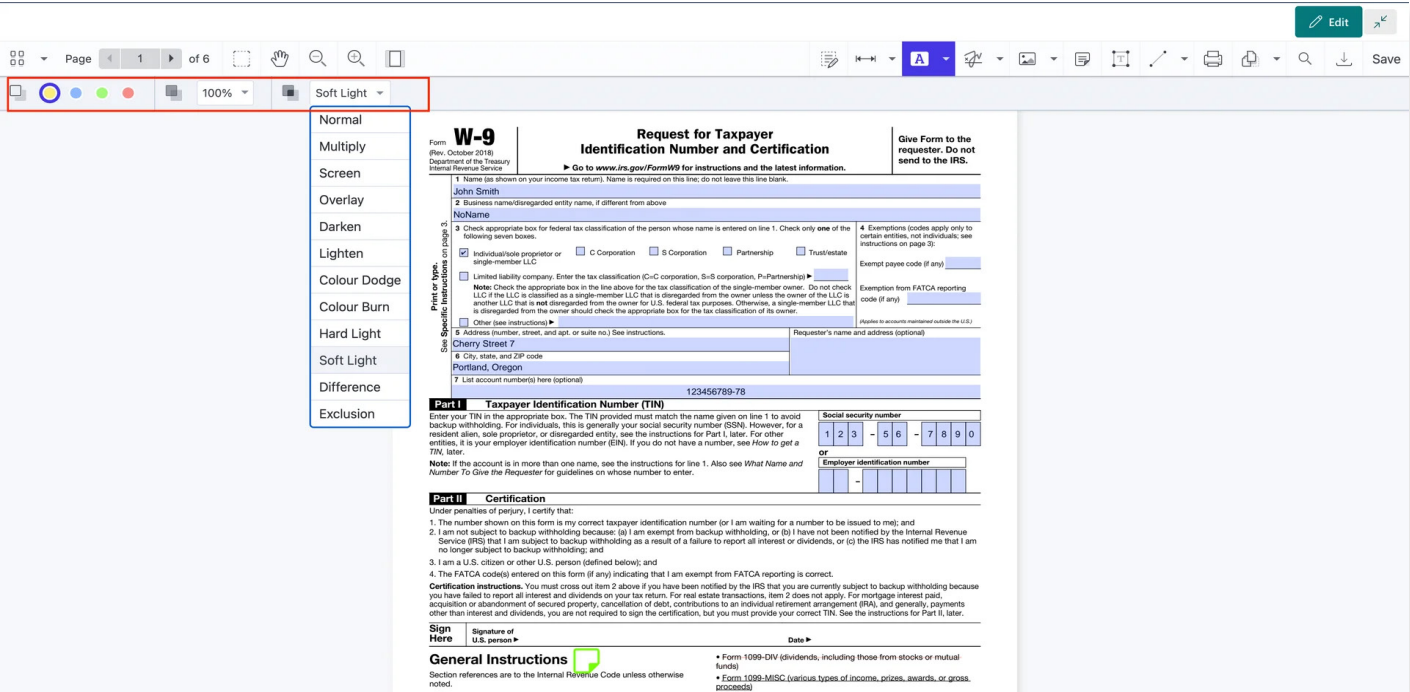 Edit
Page 1 of 6
A
T
Save
100%
Soft Light
Normal
Multiply
Screen
Overlay
Darken
Lighten
Colour Dodge
Colour Burn
Hard Light
Soft Light
Difference
Exclusion
Form W-9
(Rev. October 2018)
Department of the Treasury
Internal Revenue Service
Request for Taxpayer
Identification Number and Certification
► Go to www.irs.gov/FormW9 for instructions and the latest information.
Give Form to the
requester. Do not
send to the IRS.
Print or type.
See Specific Instructions on page 3.
1 Name (as shown on your income tax return). Name is required on this line; do not leave this line blank.
John Smith
2 Business name/disregarded entity name, if different from above
NoName
3 Check appropriate box for federal tax classification of the person whose name is entered on line 1. Check only one of the
following seven boxes.
Individual/sole proprietor or
single-member LLC
C Corporation
S Corporation
Partnership
Trust/estate
Limited liability company. Enter the tax classification (C=C corporation, S=S corporation, P=Partnership) ►
Note: Check the appropriate box in the line above for the tax classification of the single-member owner. Do not check
LLC if the LLC is classified as a single-member LLC that is disregarded from the owner unless the owner of the LLC is
another LLC that is not disregarded from the owner for U.S. federal tax purposes. Otherwise, a single-member LLC that
is disregarded from the owner should check the appropriate box for the tax classification of its owner.
Other (see instructions) ►
4 Exemptions (codes apply only to
certain entities, not individuals; see
instructions on page 3):
Exempt payee code (if any)
Exemption from FATCA reporting
code (if any)
(Applies to accounts maintained outside the U.S.)
5 Address (number, street, and apt. or suite no.) See instructions.
Cherry Street 7
Requester's name and address (optional)
6 City, state, and ZIP code
Portland, Oregon
7 List account number(s) here (optional)
123456789-78
Part I Taxpayer Identification Number (TIN)
Enter your TIN in the appropriate box. The TIN provided must match the name given on line 1 to avoid
backup withholding. For individuals, this is generally your social security number (SSN). However, for a
resident alien, sole proprietor, or disregarded entity, see the instructions for Part I, later. For other
entities, it is your employer identification number (EIN). If you do not have a number, see How to get a
TIN, later.
Note: If the account is in more than one name, see the instructions for line 1. Also see What Name and
Number To Give the Requester for guidelines on whose number to enter.
Social security number
1 2 3 – 5 6 – 7 8 9 0
or
Employer identification number
–
Part II Certification
Under penalties of perjury, I certify that:
1. The number shown on this form is my correct taxpayer identification number (or I am waiting for a number to be issued to me); and
2. I am not subject to backup withholding because: (a) I am exempt from backup withholding, or (b) I have not been notified by the Internal Revenue
Service (IRS) that I am subject to backup withholding as a result of a failure to report all interest or dividends, or (c) the IRS has notified me that I am
no longer subject to backup withholding; and
3. I am a U.S. citizen or other U.S. person (defined below); and
4. The FATCA code(s) entered on this form (if any) indicating that I am exempt from FATCA reporting is correct.
Certification instructions. You must cross out item 2 above if you have been notified by the IRS that you are currently subject to backup withholding because
you have failed to report all interest and dividends on your tax return. For real estate transactions, item 2 does not apply. For mortgage interest paid,
acquisition or abandonment of secured property, cancellation of debt, contributions to an individual retirement arrangement (IRA), and generally, payments
other than interest and dividends, you are not required to sign the certification, but you must provide your correct TIN. See the instructions for Part II, later.
Sign
Here
Signature of
U.S. person ►
Date ►
General Instructions
Section references are to the Internal Revenue Code unless otherwise
noted.
• Form 1099-DIV (dividends, including those from stocks or mutual
funds)
• Form 1099-MISC (various types of income, prizes, awards, or gross
proceeds)